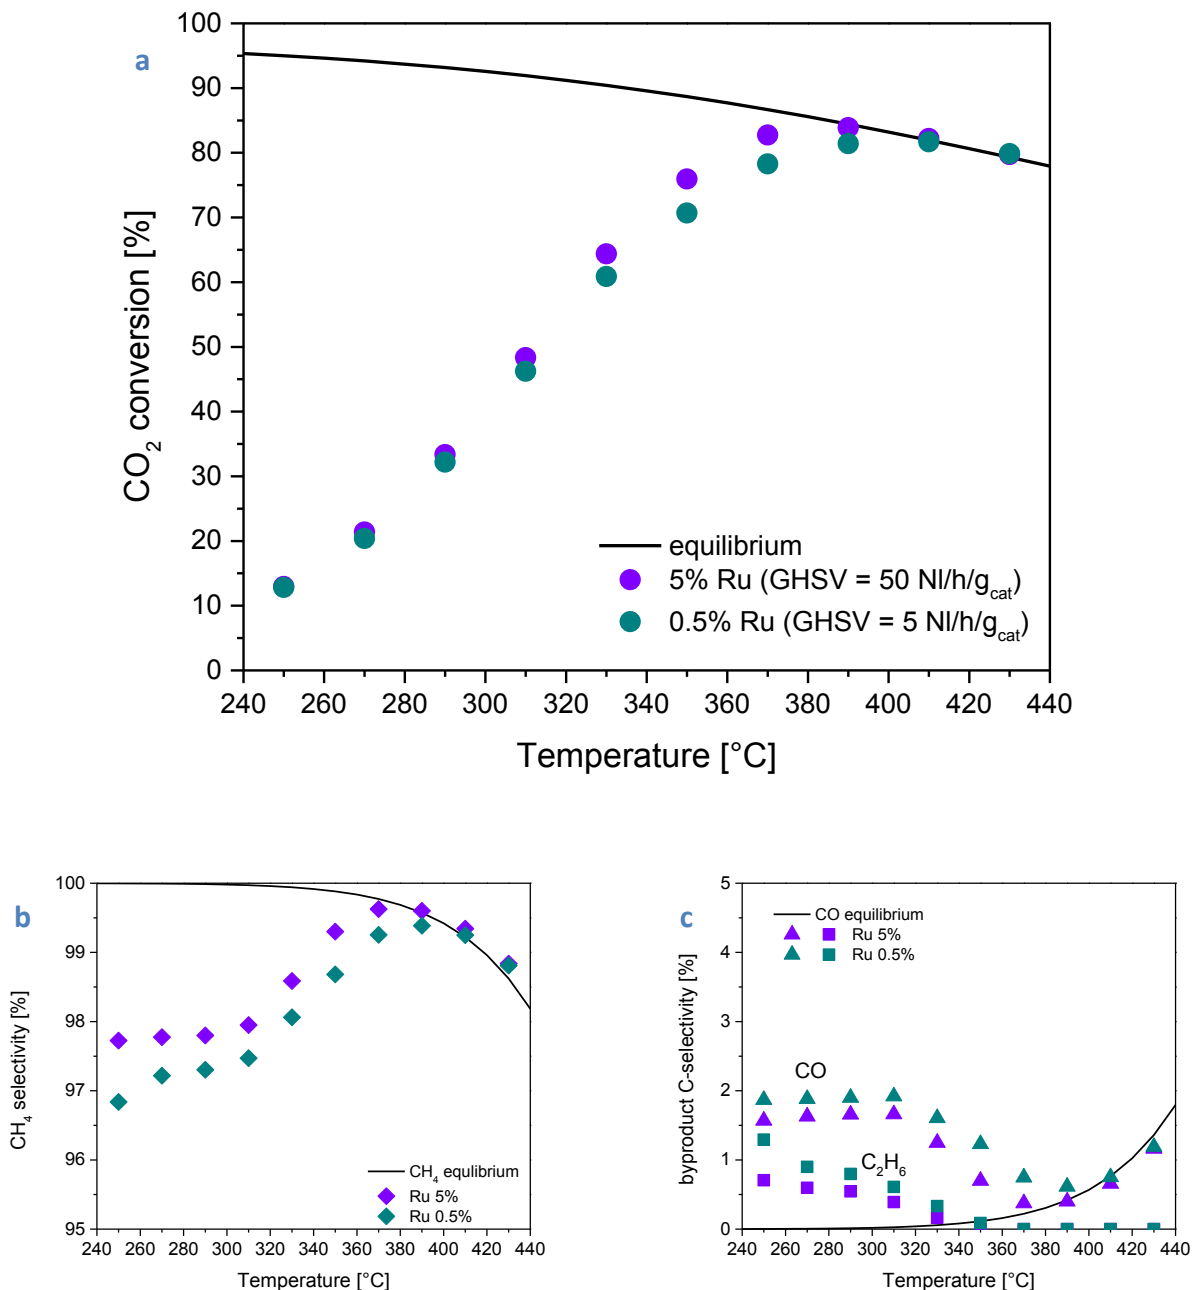 a
100
90
80
70
60
50
40
30
20
10
0
CO₂ conversion [%]
equilibrium
5% Ru (GHSV = 50 Nl/h/g_cat)
0.5% Ru (GHSV = 5 Nl/h/g_cat)
240 260 280 300 320 340 360 380 400 420 440
Temperature [°C]
b
100
99
98
97
96
95
CH₄ selectivity [%]
CH₄ equlibrium
Ru 5%
Ru 0.5%
240 260 280 300 320 340 360 380 400 420 440
Temperature [°C]
c
5
4
3
2
1
0
byproduct C-selectivity [%]
CO equilibrium
Ru 5%
Ru 0.5%
CO
C₂H₆
240 260 280 300 320 340 360 380 400 420 440
Temperature [°C]